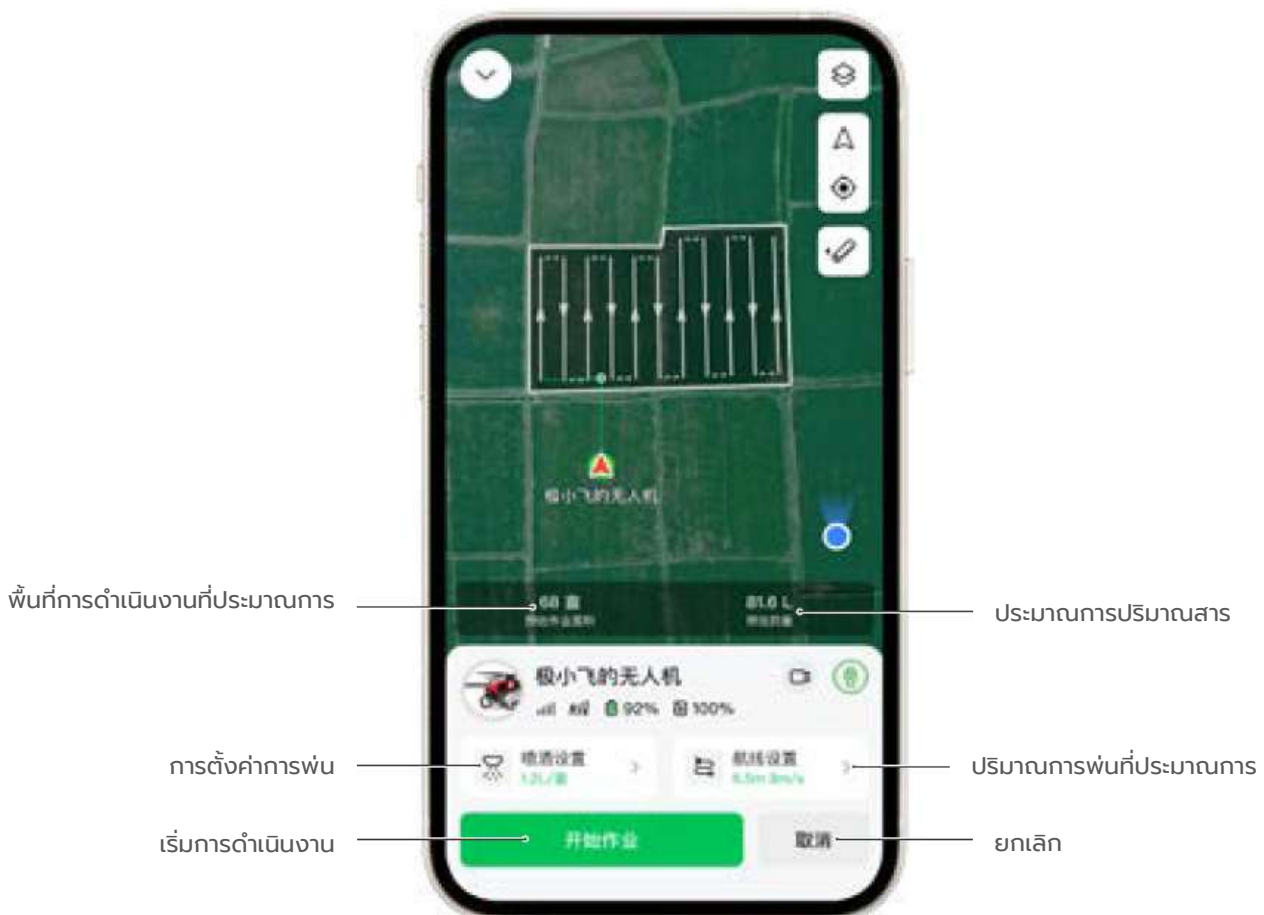 极小飞的无人机
พื้นที่การดำเนินงานที่ประมาณการ
68 亩
预估作业面积
81.6 L
预估药量
ประมาณการปริมาณสาร
极小飞的无人机
92%
100%
การตั้งค่าการพ่น
喷洒设置
1.2L/亩
航线设置
6.5m 8m/s
ปริมาณการพ่นที่ประมาณการ
เริ่มการดำเนินงาน
开始作业
取消
ยกเลิก